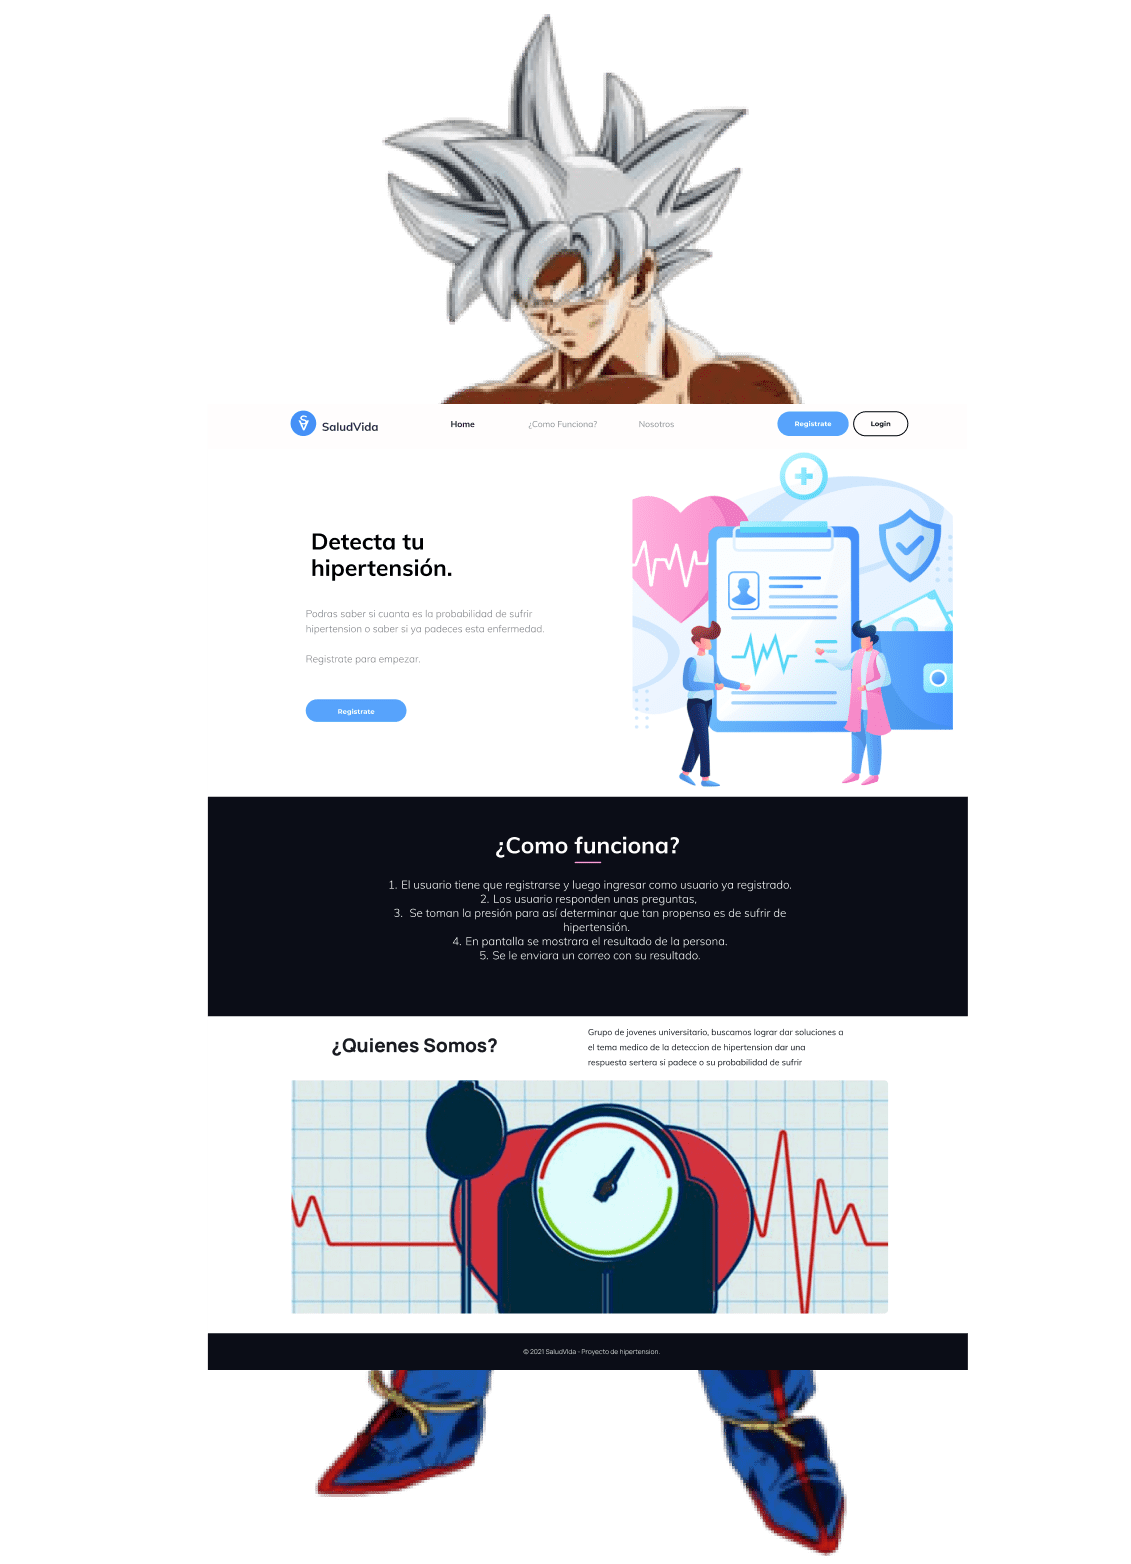 SaludVida
Home
¿Como Funciona?
Nosotros
Registrate
Login
Detecta tu
hipertensión.
Podras saber si cuanta es la probabilidad de sufrir
hipertension o saber si ya padeces esta enfermedad.
Registrate para empezar.
Registrate
¿Como funciona?
1. El usuario tiene que registrarse y luego ingresar como usuario ya registrado.
2. Los usuario responden unas preguntas,
3. Se toman la presión para así determinar que tan propenso es de sufrir de
hipertensión.
4. En pantalla se mostrara el resultado de la persona.
5. Se le enviara un correo con su resultado.
¿Quienes Somos?
Grupo de jovenes universitario, buscamos lograr dar soluciones a
el tema medico de la deteccion de hipertension dar una
respuesta sertera si padece o su probabilidad de sufrir
© 2021 SaludVida - Proyecto de hipertension.